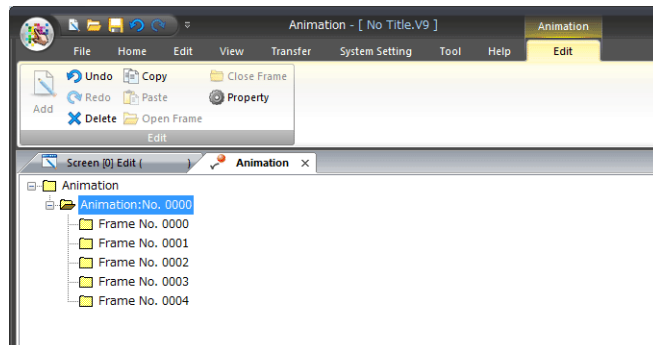 Animation - [ No Title.V9 ] Animation
File Home Edit View Transfer System Setting Tool Help Edit
Add
Undo Copy Close Frame
Redo Paste Property
Delete Open Frame
Edit
Screen [0] Edit ( ) Animation ×
Animation
Animation:No. 0000
Frame No. 0000
Frame No. 0001
Frame No. 0002
Frame No. 0003
Frame No. 0004